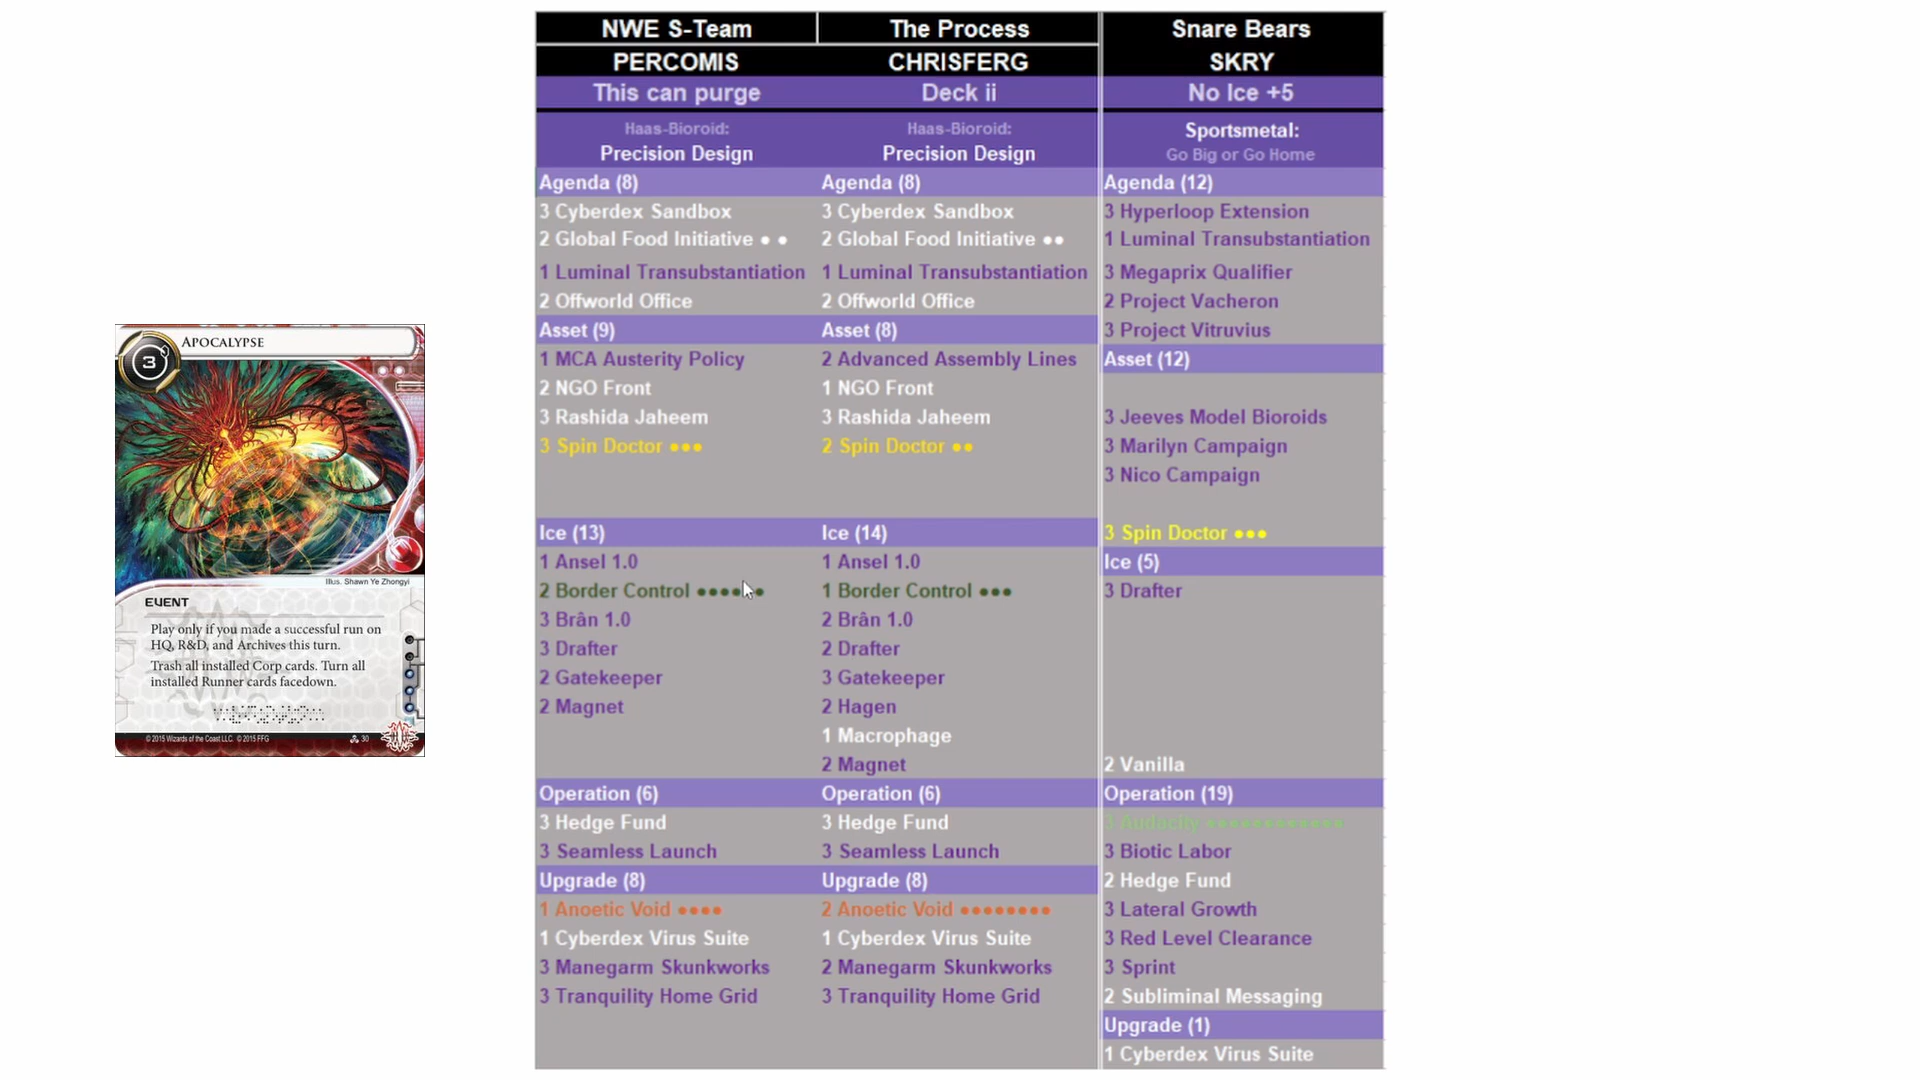 3
APOCALYPSE
Illus. Shawn Ye Zhongyi
EVENT
Play only if you made a successful run on
HQ, R&D, and Archives this turn.
Trash all installed Corp cards. Turn all
installed Runner cards facedown.
© 2015 Wizards of the Coast LLC. © 2015 FFG
30
NWE S-Team
PERCOMIS
This can purge
Haas-Bioroid:
Precision Design
Agenda (8)
3 Cyberdex Sandbox
2 Global Food Initiative ● ●
1 Luminal Transubstantiation
2 Offworld Office
Asset (9)
1 MCA Austerity Policy
2 NGO Front
3 Rashida Jaheem
3 Spin Doctor ●●●
Ice (13)
1 Ansel 1.0
2 Border Control ●●●●●●
3 Brân 1.0
3 Drafter
2 Gatekeeper
2 Magnet
Operation (6)
3 Hedge Fund
3 Seamless Launch
Upgrade (8)
1 Anoetic Void ●●●●
1 Cyberdex Virus Suite
3 Manegarm Skunkworks
3 Tranquility Home Grid
The Process
CHRISFERG
Deck ii
Haas-Bioroid:
Precision Design
Agenda (8)
3 Cyberdex Sandbox
2 Global Food Initiative ●●
1 Luminal Transubstantiation
2 Offworld Office
Asset (8)
2 Advanced Assembly Lines
1 NGO Front
3 Rashida Jaheem
2 Spin Doctor ●●
Ice (14)
1 Ansel 1.0
1 Border Control ●●●
2 Brân 1.0
2 Drafter
3 Gatekeeper
2 Hagen
1 Macrophage
2 Magnet
Operation (6)
3 Hedge Fund
3 Seamless Launch
Upgrade (8)
2 Anoetic Void ●●●●●●●●
1 Cyberdex Virus Suite
2 Manegarm Skunkworks
3 Tranquility Home Grid
Snare Bears
SKRY
No Ice +5
Sportsmetal:
Go Big or Go Home
Agenda (12)
3 Hyperloop Extension
1 Luminal Transubstantiation
3 Megaprix Qualifier
2 Project Vacheron
3 Project Vitruvius
Asset (12)
3 Jeeves Model Bioroids
3 Marilyn Campaign
3 Nico Campaign
3 Spin Doctor ●●●
Ice (5)
3 Drafter
2 Vanilla
Operation (19)
3 Audacity ●●●●●●●●●●●●
3 Biotic Labor
2 Hedge Fund
3 Lateral Growth
3 Red Level Clearance
3 Sprint
2 Subliminal Messaging
Upgrade (1)
1 Cyberdex Virus Suite